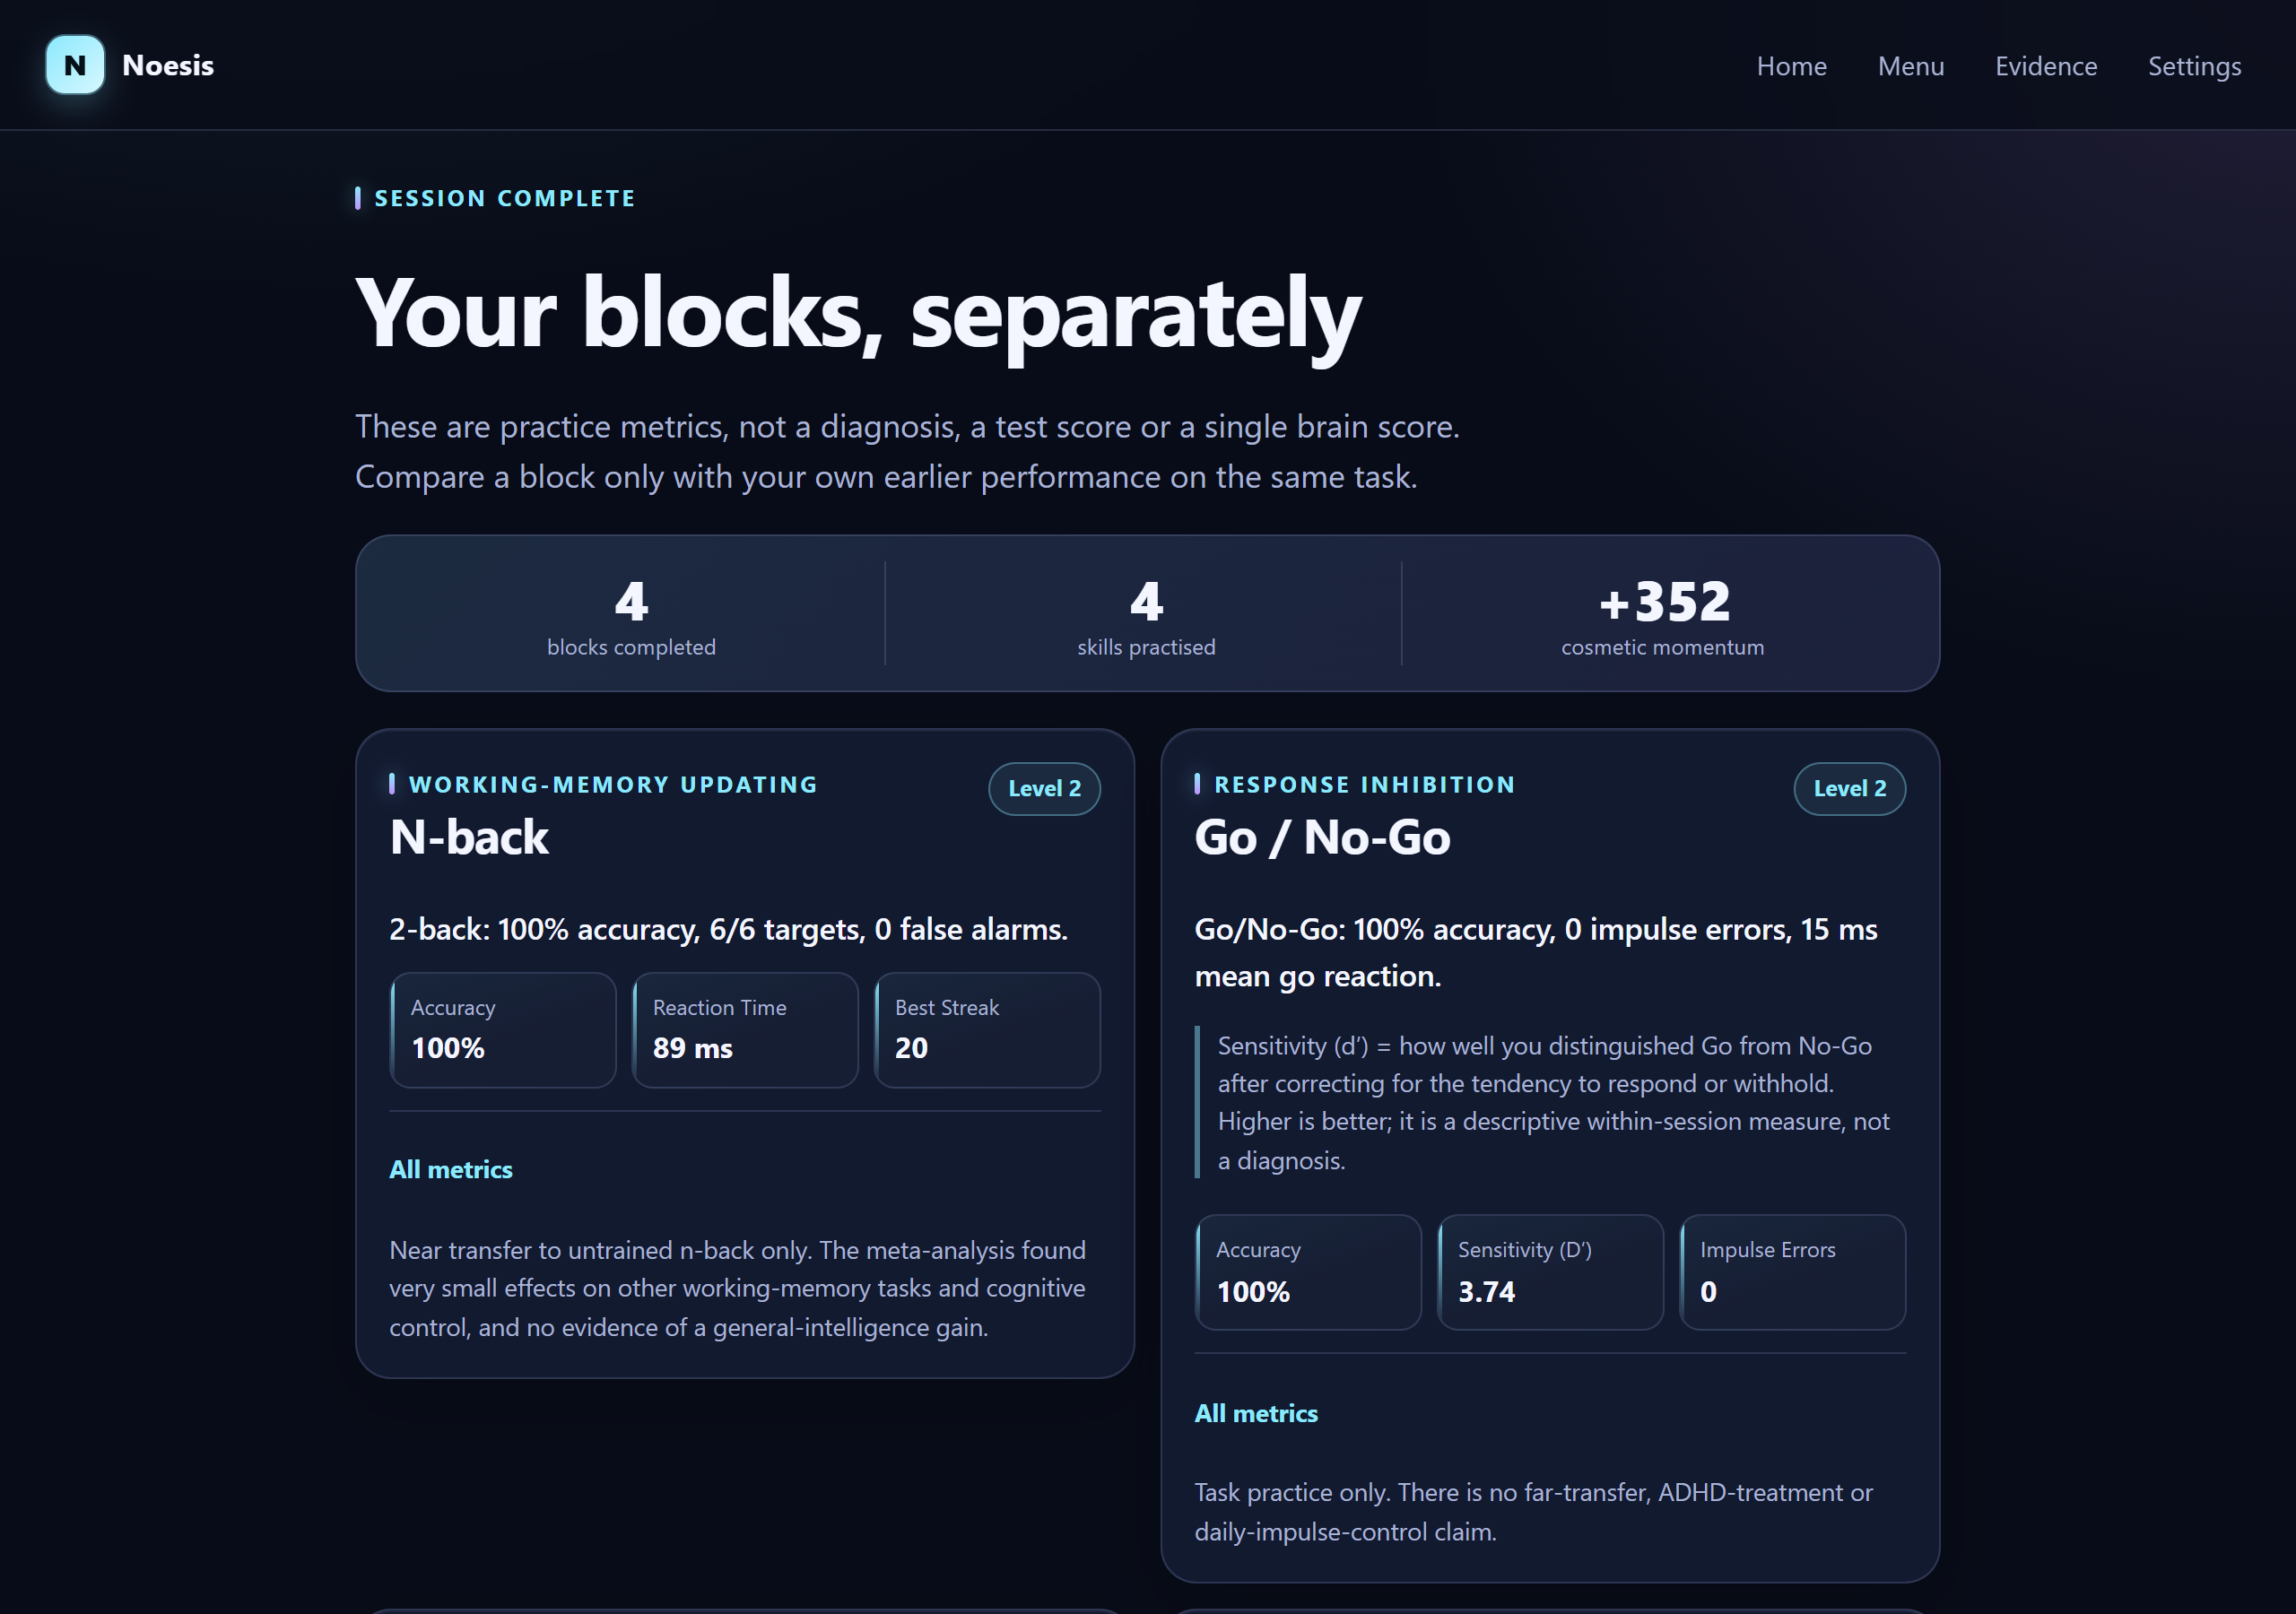 N Noesis
Home Menu Evidence Settings
SESSION COMPLETE
Your blocks, separately
These are practice metrics, not a diagnosis, a test score or a single brain score.
Compare a block only with your own earlier performance on the same task.
4
blocks completed
4
skills practised
+352
cosmetic momentum
WORKING-MEMORY UPDATING
Level 2
N-back
2-back: 100% accuracy, 6/6 targets, 0 false alarms.
Accuracy
100%
Reaction Time
89 ms
Best Streak
20
All metrics
Near transfer to untrained n-back only. The meta-analysis found
very small effects on other working-memory tasks and cognitive
control, and no evidence of a general-intelligence gain.
RESPONSE INHIBITION
Level 2
Go / No-Go
Go/No-Go: 100% accuracy, 0 impulse errors, 15 ms
mean go reaction.
Sensitivity (d′) = how well you distinguished Go from No-Go
after correcting for the tendency to respond or withhold.
Higher is better; it is a descriptive within-session measure, not
a diagnosis.
Accuracy
100%
Sensitivity (D′)
3.74
Impulse Errors
0
All metrics
Task practice only. There is no far-transfer, ADHD-treatment or
daily-impulse-control claim.